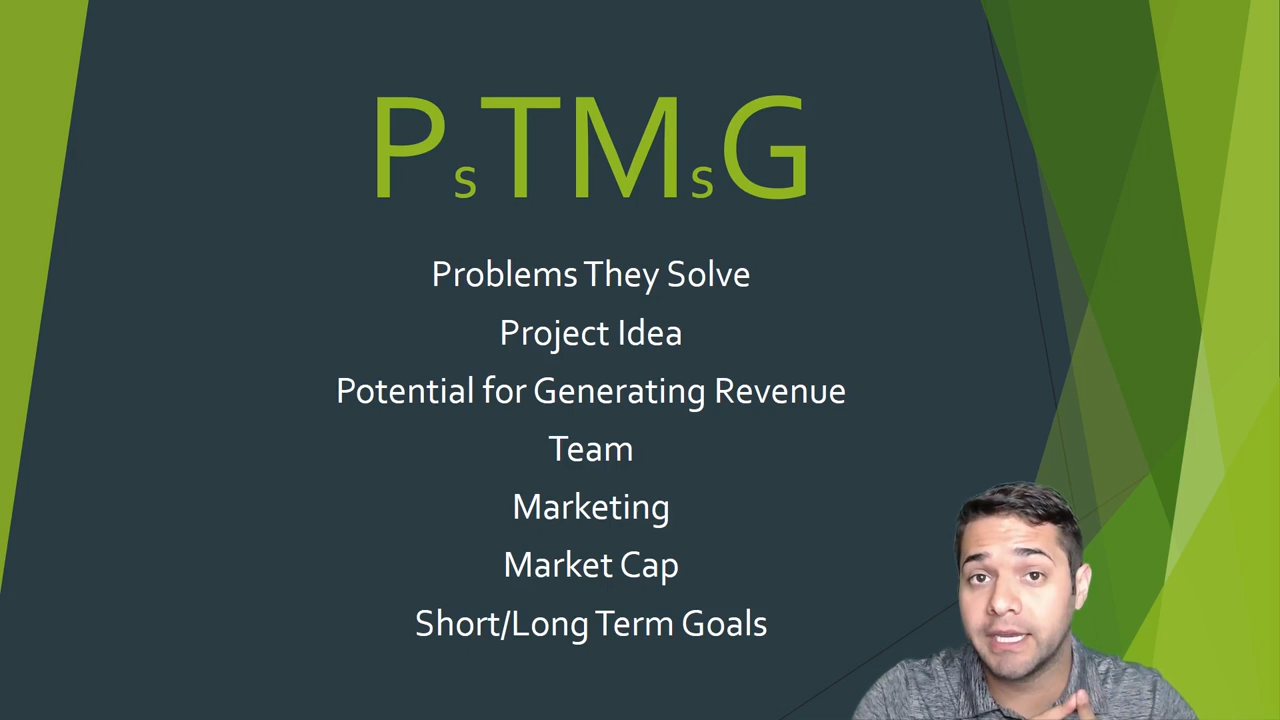 PsTMsG
Problems They Solve
Project Idea
Potential for Generating Revenue
Team
Marketing
Market Cap
Short/Long Term Goals